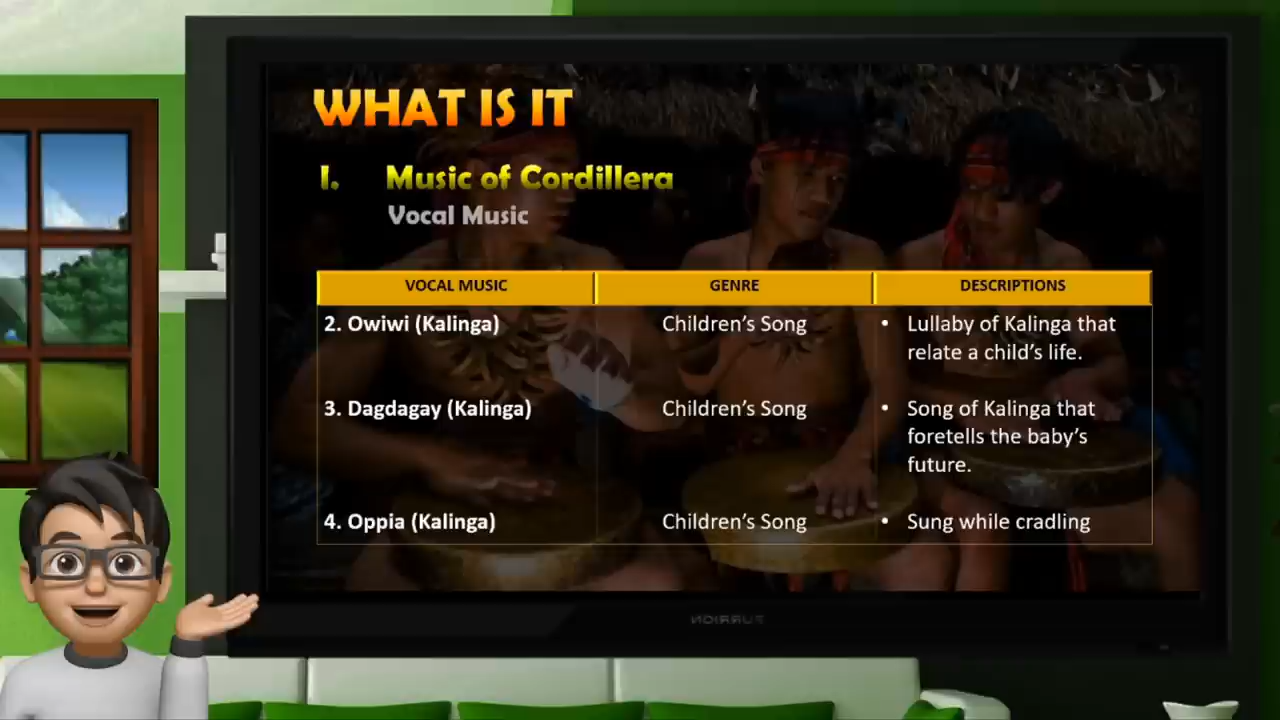 WHAT IS IT
I. Music of Cordillera
Vocal Music
VOCAL MUSIC GENRE DESCRIPTIONS
2. Owiwi (Kalinga) Children's Song • Lullaby of Kalinga that
relate a child's life.
3. Dagdagay (Kalinga) Children's Song • Song of Kalinga that
foretells the baby's
future.
4. Oppia (Kalinga) Children's Song • Sung while cradling